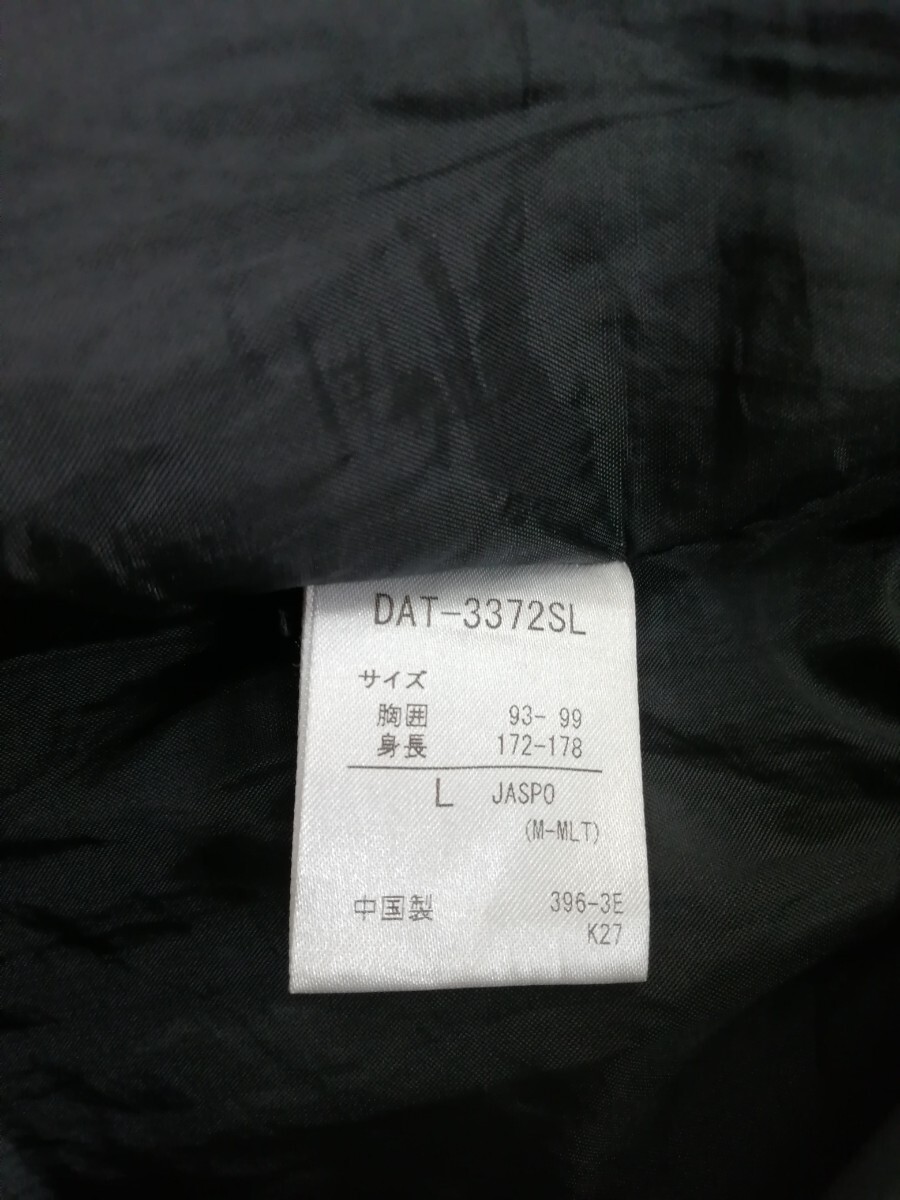 DAT-3372SL
サイズ
胸囲 93- 99
身長 172-178
L JASPO
(M-MLT)
中国製 396-3E
K27